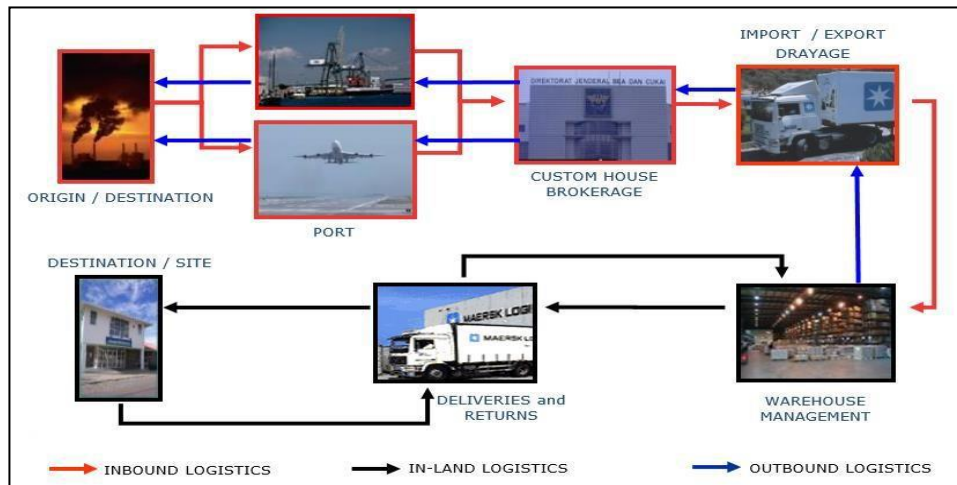 IMPORT / EXPORT
DRAYAGE
DIREKTORAT JENDERAL BEA DAN CUKAI
ORIGIN / DESTINATION
CUSTOM HOUSE
BROKERAGE
PORT
DESTINATION / SITE
MAERSK LOGI
MAERSK LOGI
DELIVERIES and
RETURNS
WAREHOUSE
MANAGEMENT
INBOUND LOGISTICS
IN-LAND LOGISTICS
OUTBOUND LOGISTICS